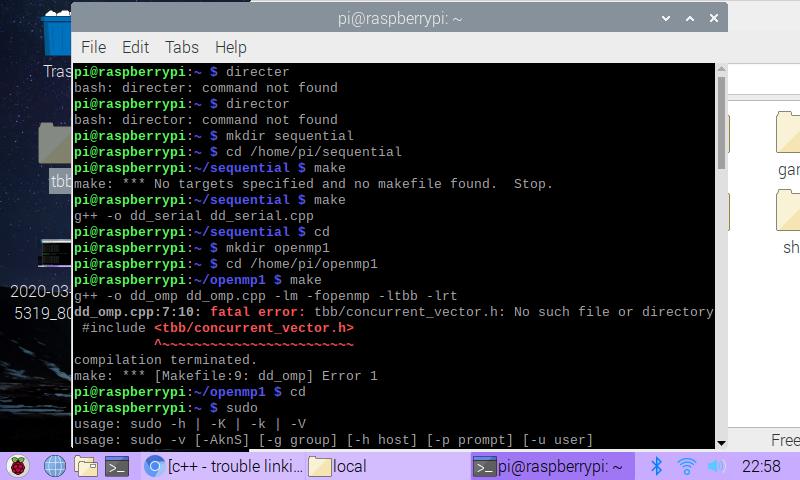 pi@raspberrypi: ~
File Edit Tabs Help
pi@raspberrypi:~ $ directer
bash: directer: command not found
pi@raspberrypi:~ $ director
bash: director: command not found
pi@raspberrypi:~ $ mkdir sequential
pi@raspberrypi:~ $ cd /home/pi/sequential
pi@raspberrypi:~/sequential $ make
make: *** No targets specified and no makefile found.  Stop.
pi@raspberrypi:~/sequential $ make
g++ -o dd_serial dd_serial.cpp
pi@raspberrypi:~/sequential $ cd
pi@raspberrypi:~ $ mkdir openmp1
pi@raspberrypi:~ $ cd /home/pi/openmp1
pi@raspberrypi:~/openmp1 $ make
g++ -o dd_omp dd_omp.cpp -lm -fopenmp -ltbb -lrt
dd_omp.cpp:7:10: fatal error: tbb/concurrent_vector.h: No such file or directory
 #include <tbb/concurrent_vector.h>
          ^~~~~~~~~~~~~~~~~~~~~~~~~
compilation terminated.
make: *** [Makefile:9: dd_omp] Error 1
pi@raspberrypi:~/openmp1 $ cd
pi@raspberrypi:~ $ sudo
usage: sudo -h | -K | -k | -V
usage: sudo -v [-AknS] [-g group] [-h host] [-p prompt] [-u user]
Tras
tbb
2020-03-
5319_80
gam
sh
Free
[c++ - trouble linki...
local
pi@raspberrypi: ~
22:58